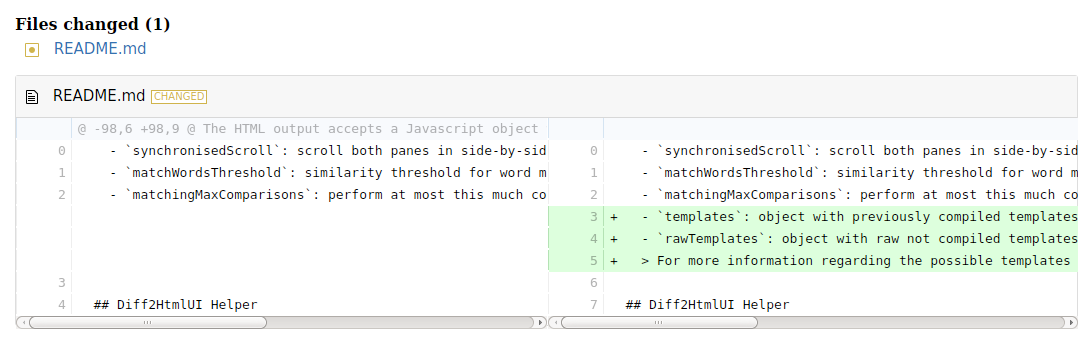 Files changed (1)
README.md
README.md CHANGED
@ -98,6 +98,9 @ The HTML output accepts a Javascript object
0 - `synchronisedScroll`: scroll both panes in side-by-sid
1 - `matchWordsThreshold`: similarity threshold for word m
2 - `matchingMaxComparisons`: perform at most this much co
3
4 ## Diff2HtmlUI Helper
0 - `synchronisedScroll`: scroll both panes in side-by-sid
1 - `matchWordsThreshold`: similarity threshold for word m
2 - `matchingMaxComparisons`: perform at most this much co
3 + - `templates`: object with previously compiled templates
4 + - `rawTemplates`: object with raw not compiled templates
5 + > For more information regarding the possible templates
6
7 ## Diff2HtmlUI Helper